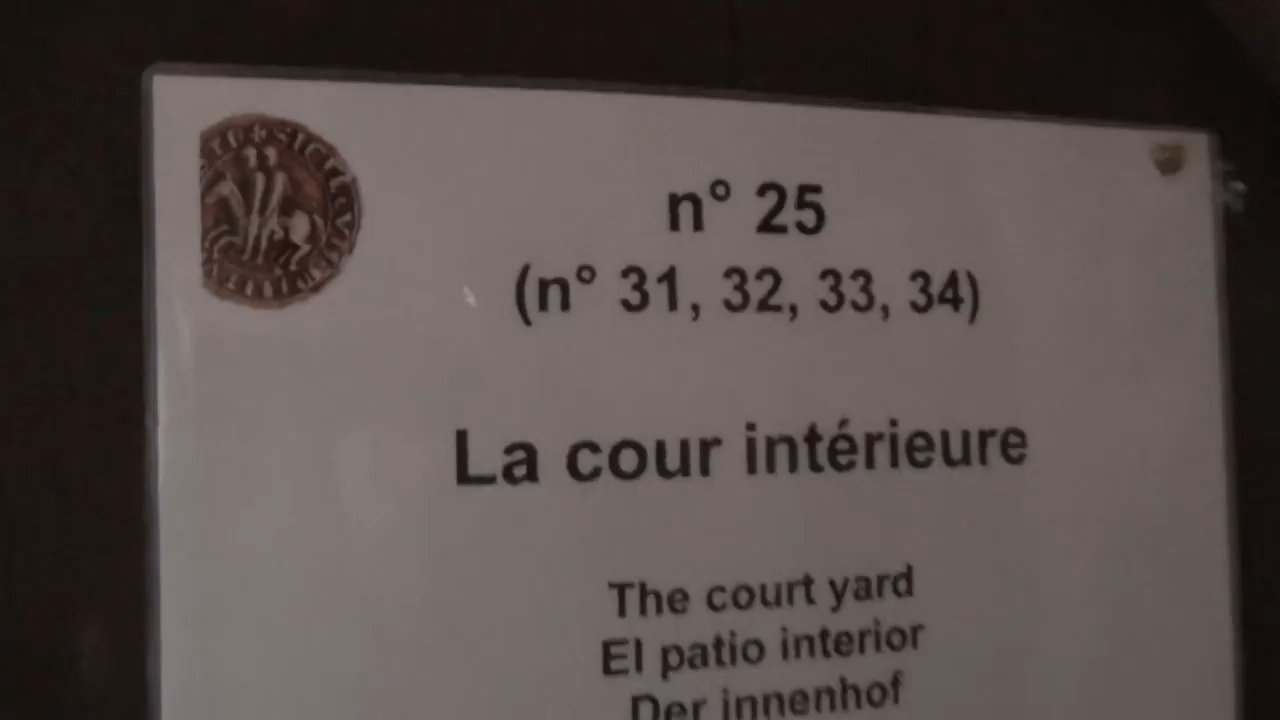 n° 25
(n° 31, 32, 33, 34)
La cour intérieure
The court yard
El patio interior
Der innenhof